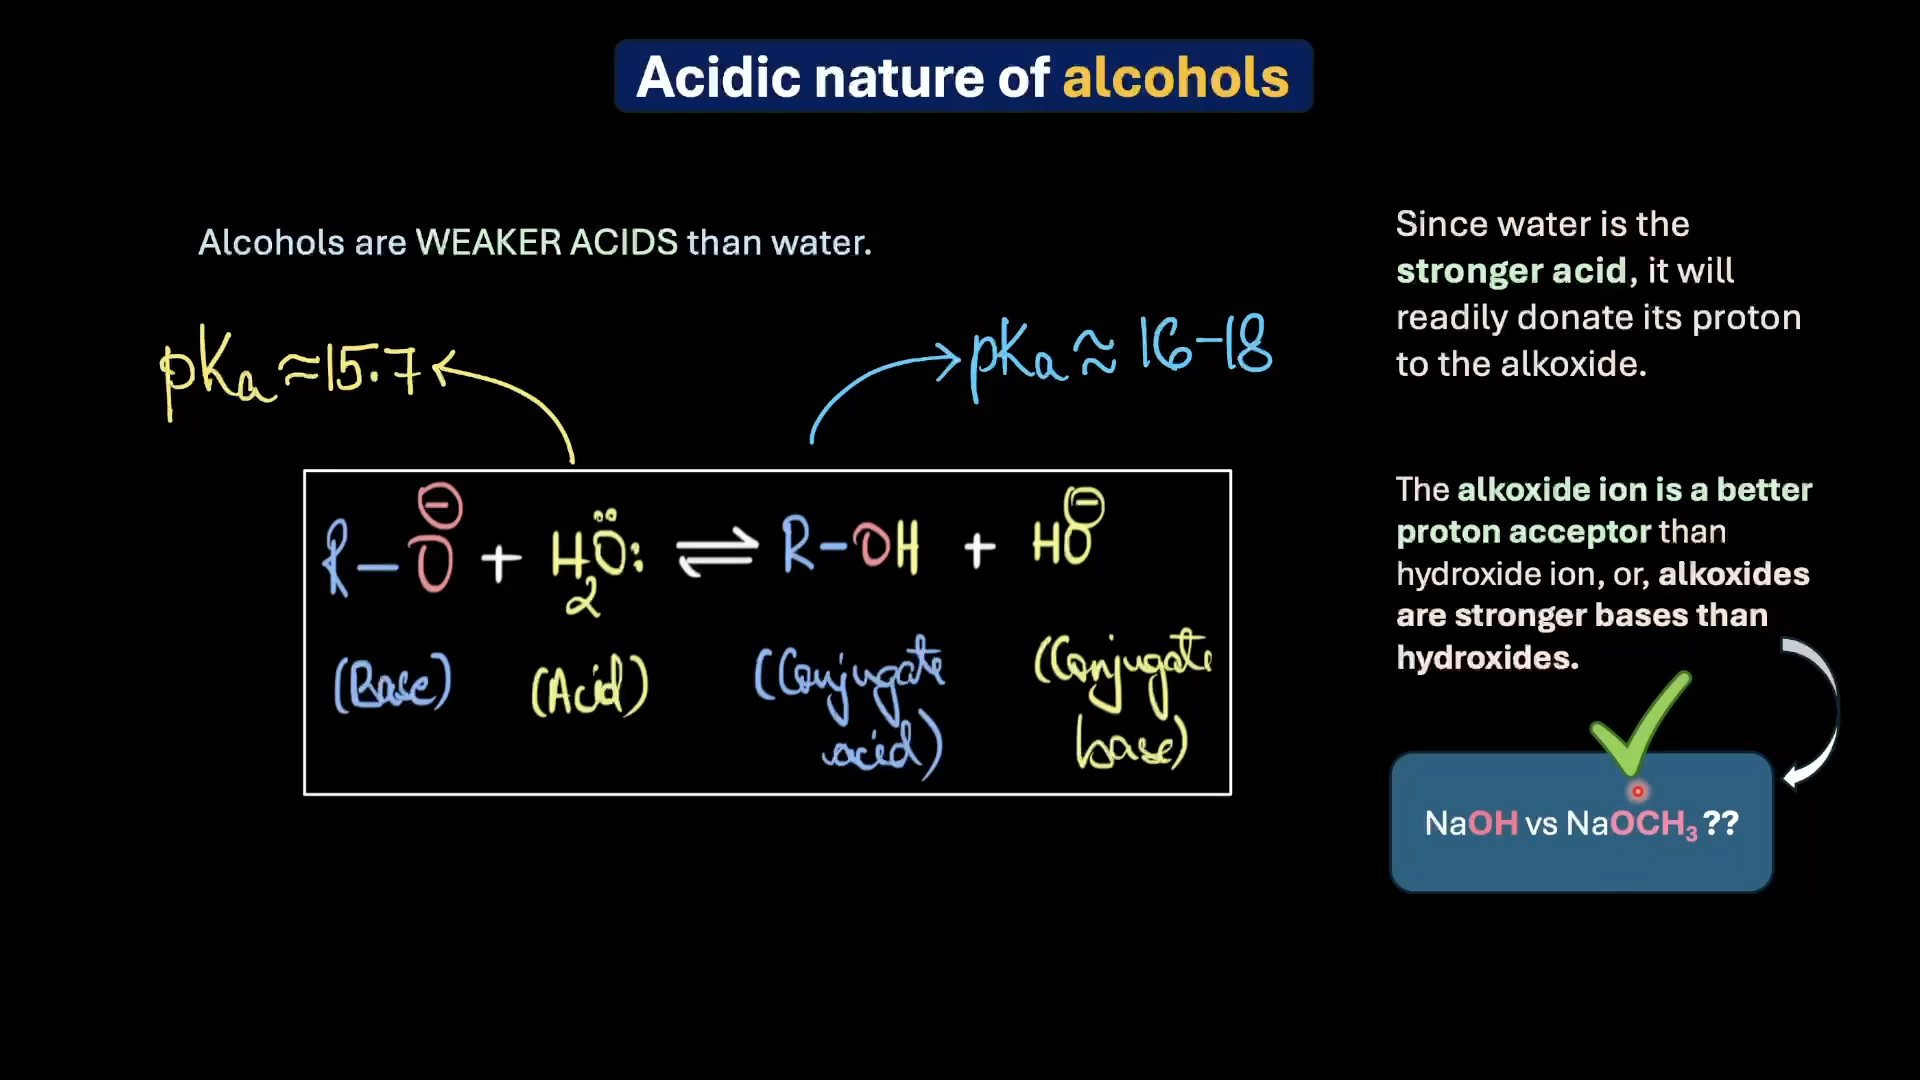 Acidic nature of alcohols
Alcohols are WEAKER ACIDS than water.
pKa ≈ 15.7
pKa ≈ 16-18
R-O⊖ + H₂Ö: ⇌ R-OH + HO⊖
(Base) (Acid) (Conjugate acid) (Conjugate base)
Since water is the
stronger acid, it will
readily donate its proton
to the alkoxide.
The alkoxide ion is a better
proton acceptor than
hydroxide ion, or, alkoxides
are stronger bases than
hydroxides.
NaOH vs NaOCH₃ ??